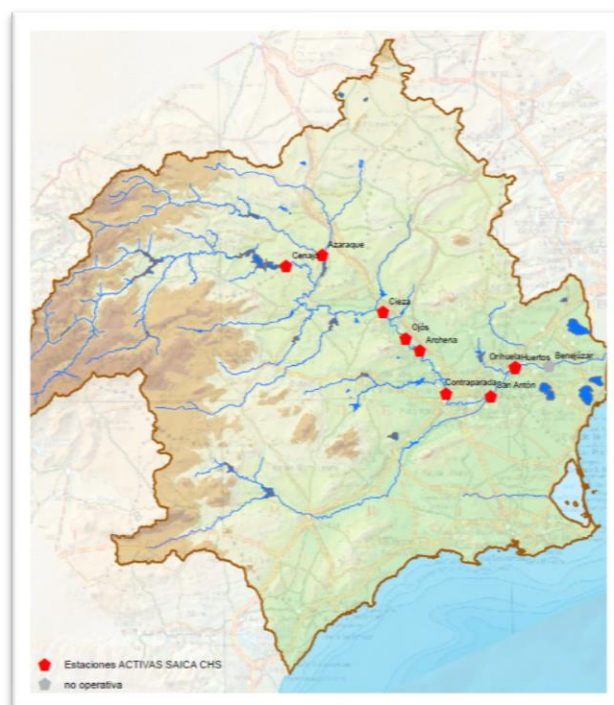 Azaraque
Cenajo
Cieza
Ojós
Archena
Orihuela Huertos Benejúzar
Contraparada San Antón
Estaciones ACTIVAS SAICA CHS
no operativa